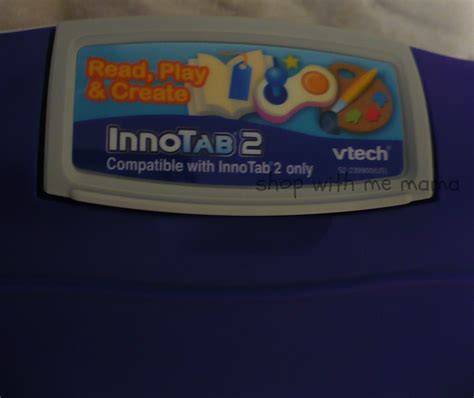 Read, Play
& Create
INNOTAB 2
Compatible with InnoTab 2 only
vtech
shop with me mama